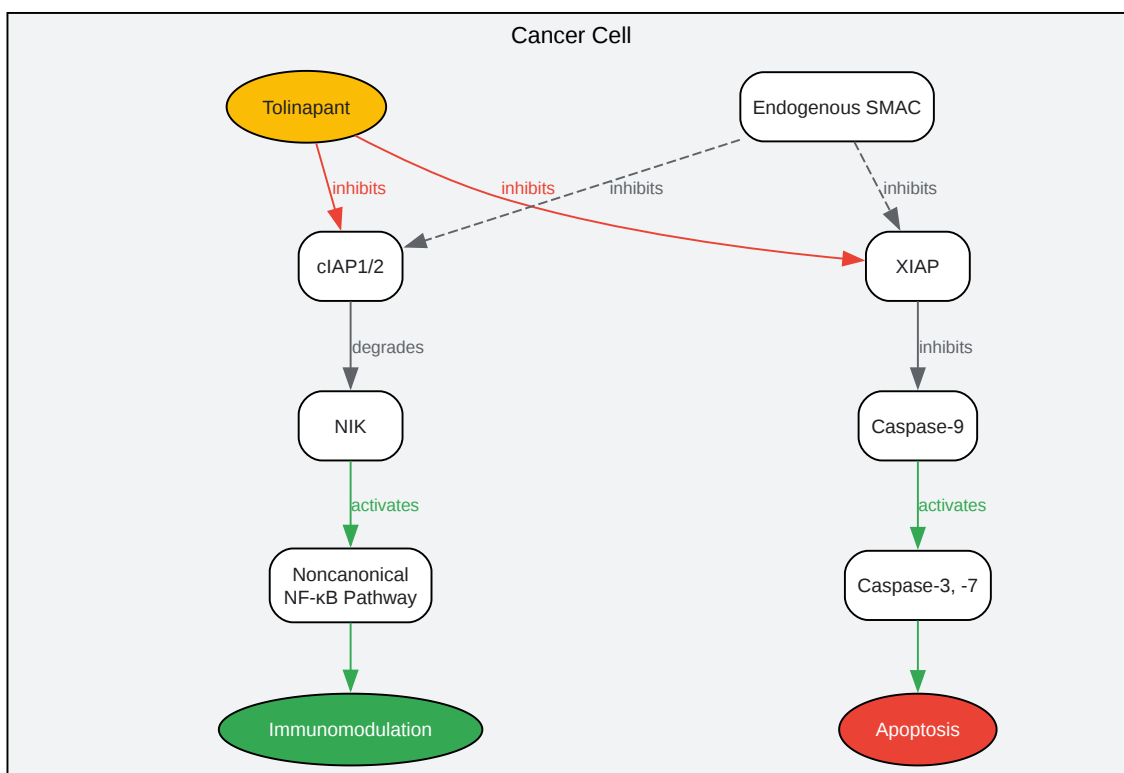 Cancer Cell
Tolinapant
Endogenous SMAC
inhibits
inhibits
inhibits
inhibits
cIAP1/2
XIAP
degrades
inhibits
NIK
Caspase-9
activates
activates
Noncanonical
NF-κB Pathway
Caspase-3, -7
Immunomodulation
Apoptosis